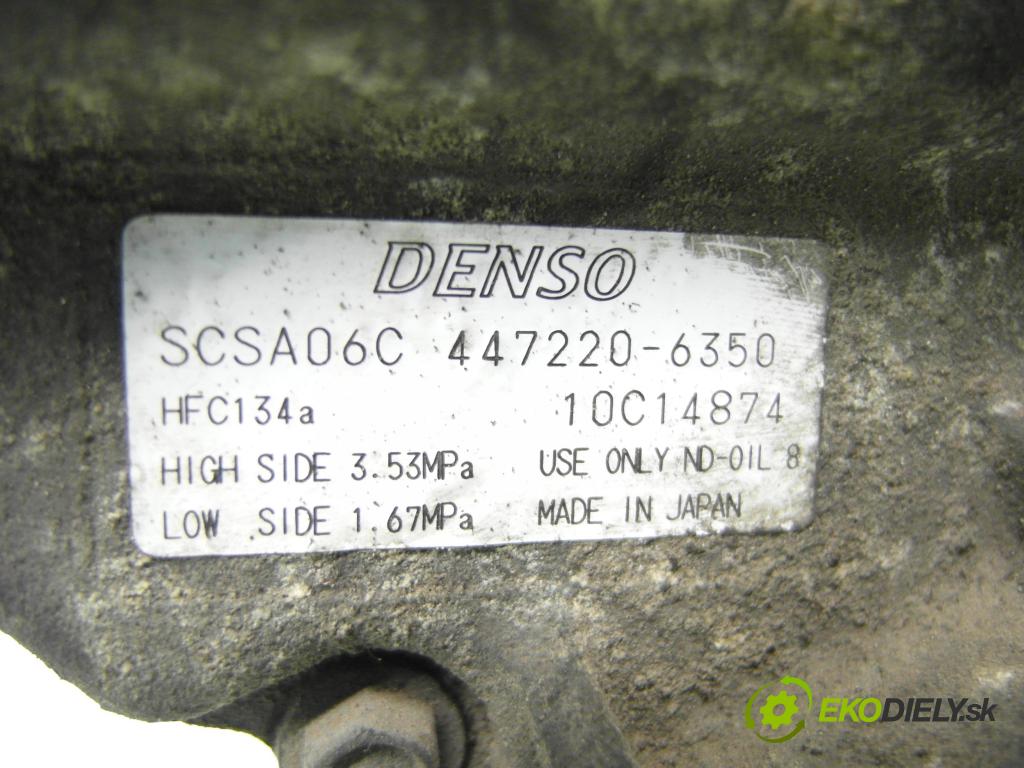 DENSO
SCSA06C 447220-6350
HFC134a 10C14874
HIGH SIDE 3.53MPa USE ONLY ND-OIL 8
LOW SIDE 1.67MPa MADE IN JAPAN
EKODIELY.sk